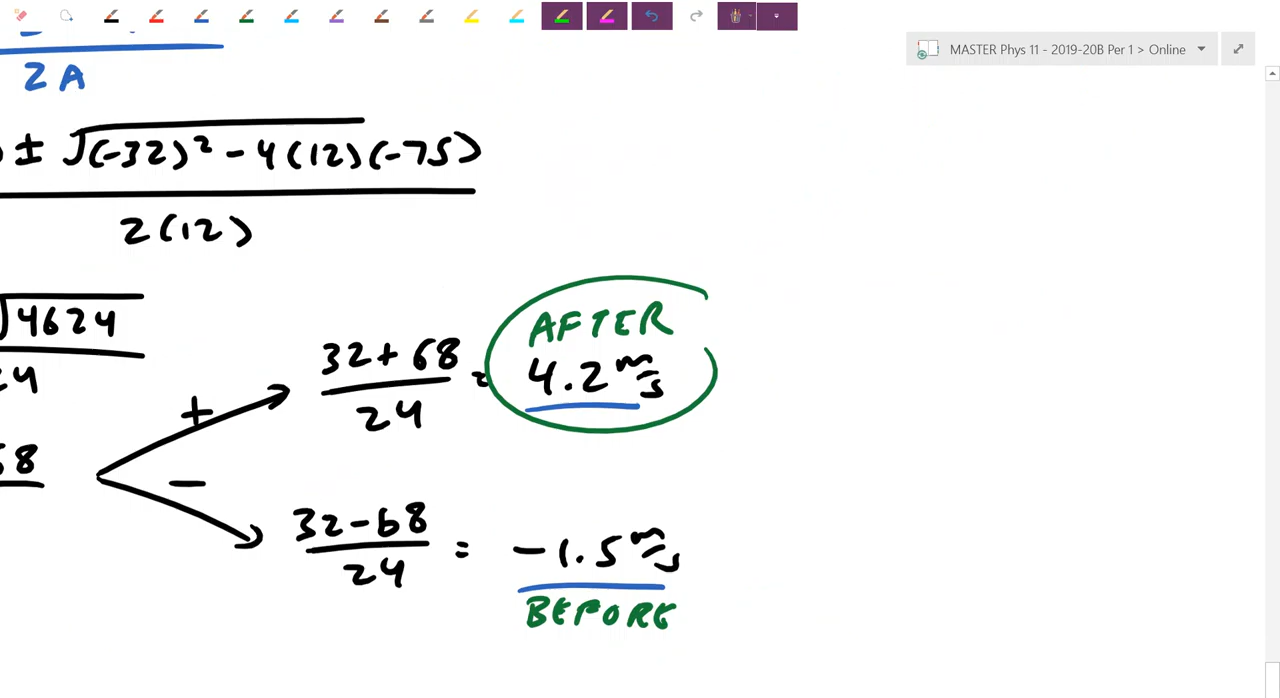 MASTER Phys 11 - 2019-20B Per 1 > Online
2A
± √(-32)² - 4(12)(-75)
2(12)
√4624
24
AFTER
32+68
24
=
4.2 m/s
+
68
−
32-68
24
=
-1.5 m/s
BEFORE